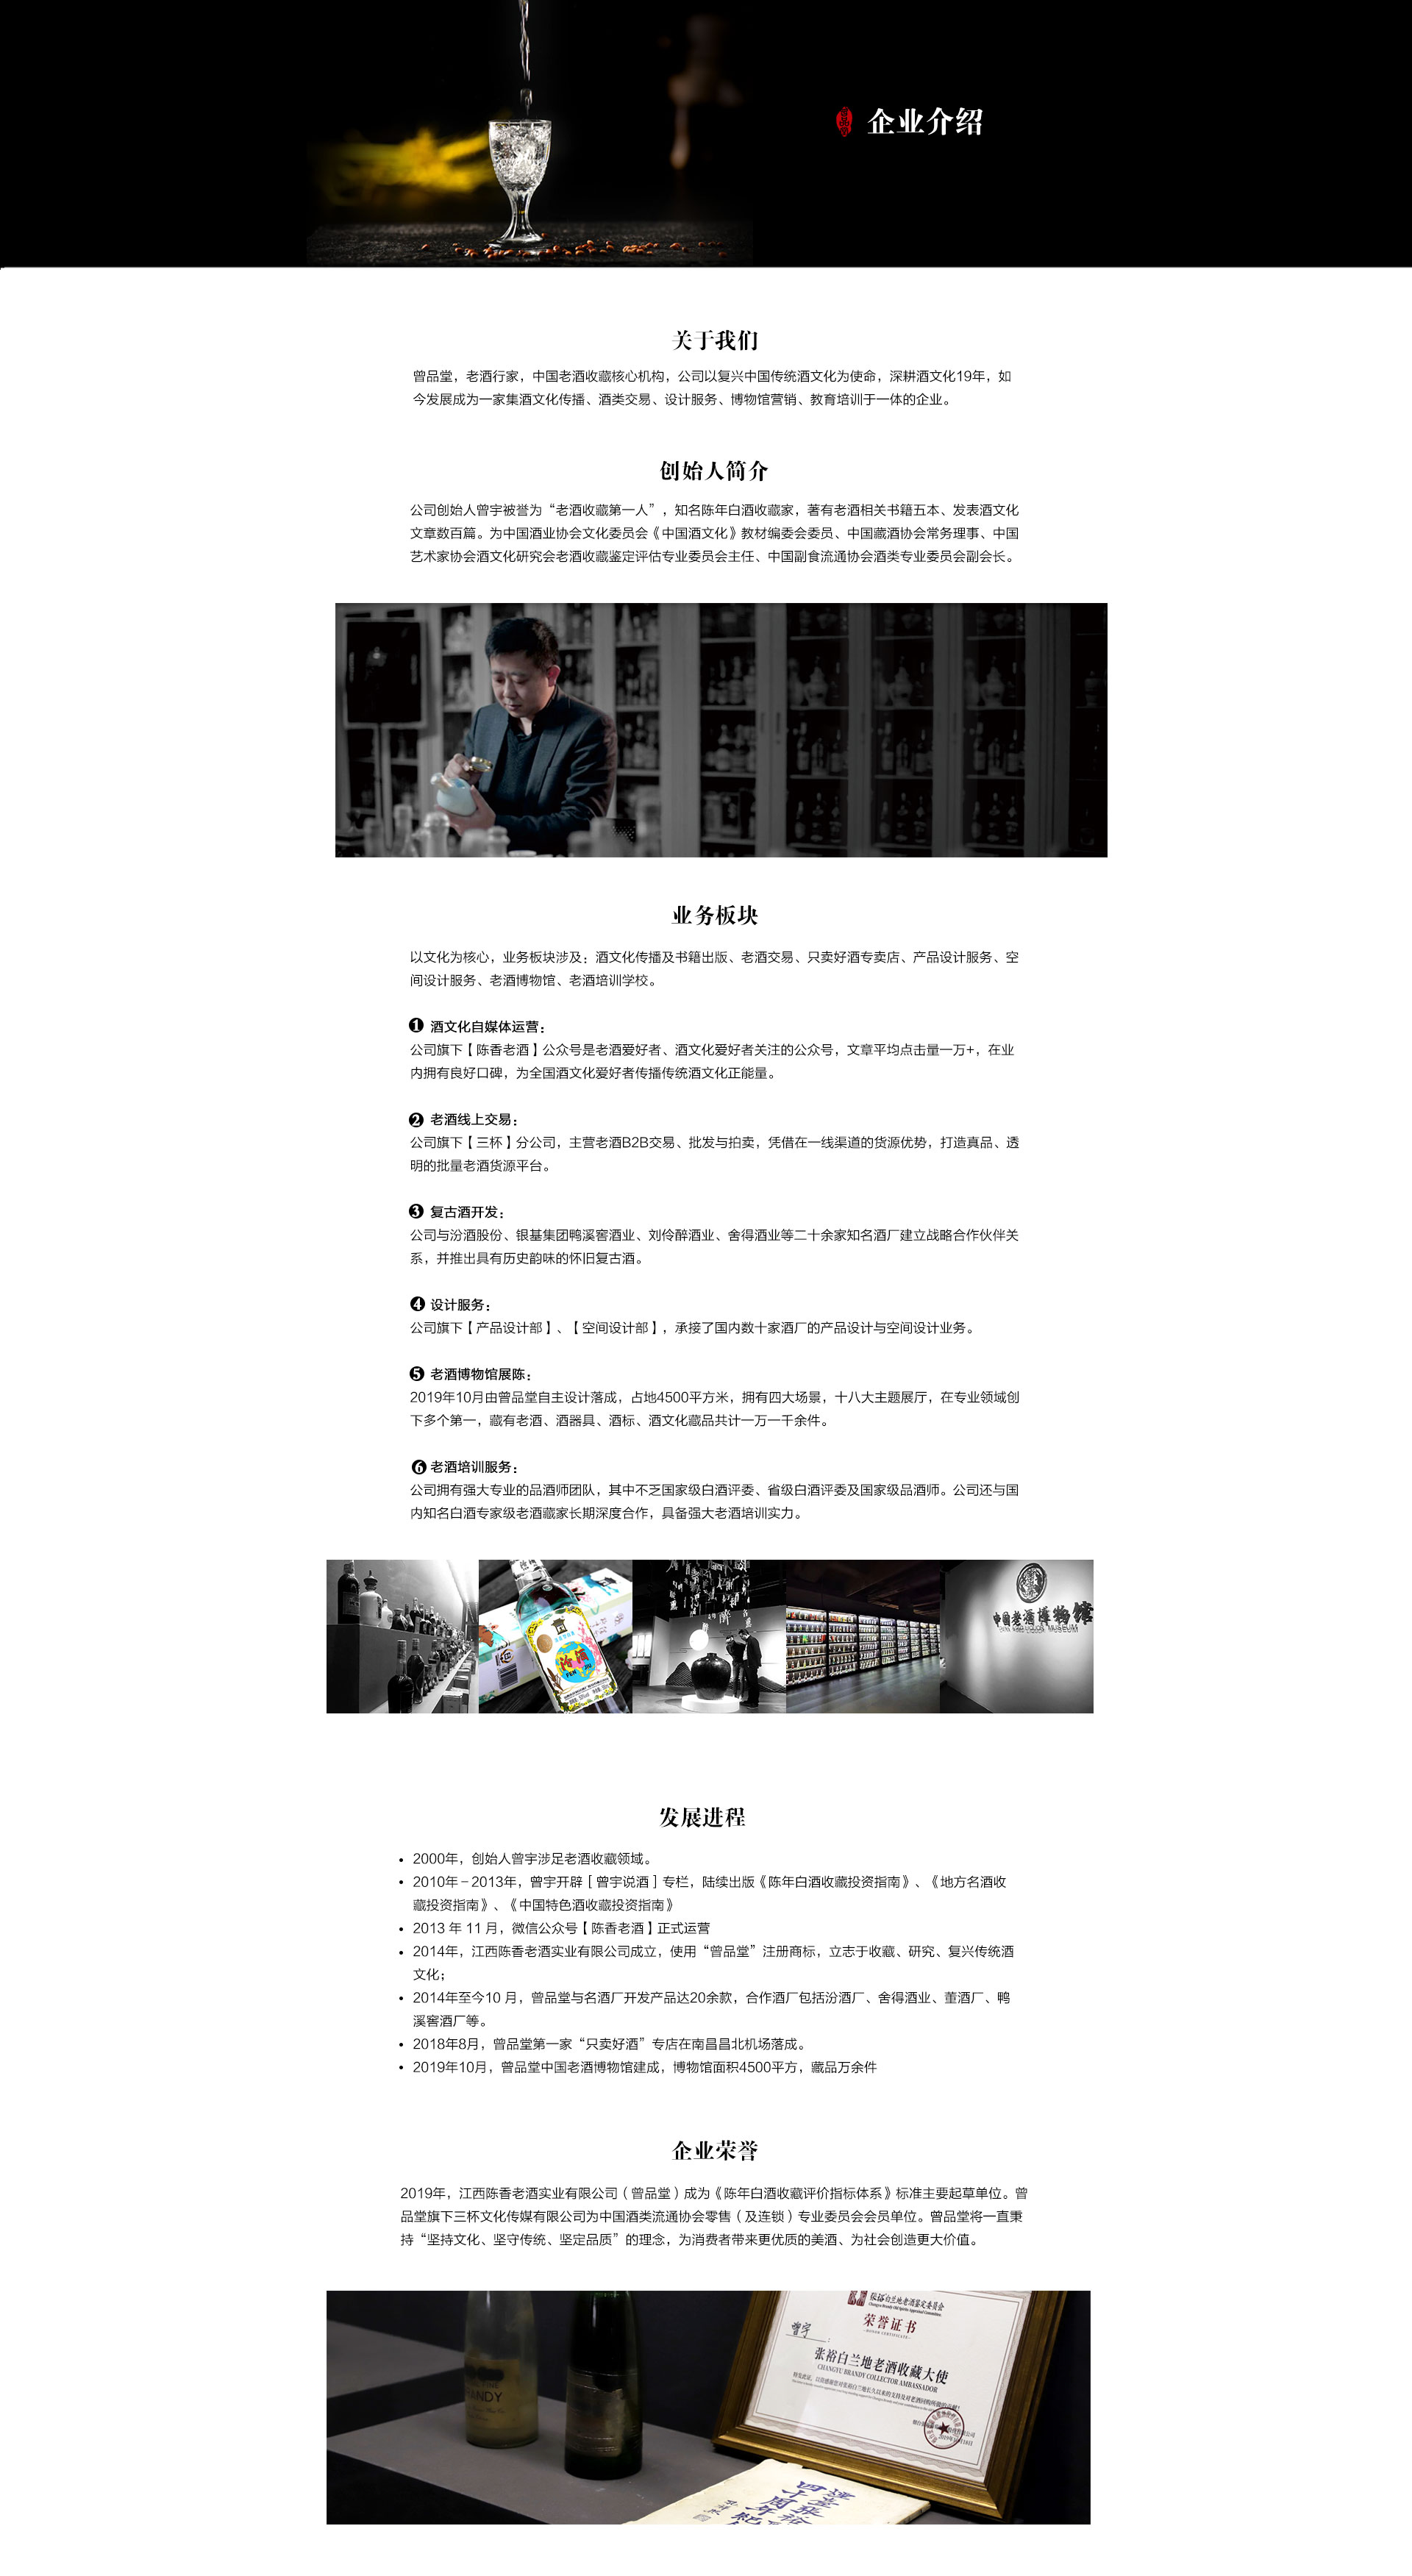 企业介绍
关于我们
曾品堂，老酒行家，中国老酒收藏核心机构，公司以复兴中国传统酒文化为使命，深耕酒文化19年，如
今发展成为一家集酒文化传播、酒类交易、设计服务、博物馆营销、教育培训于一体的企业。
创始人简介
公司创始人曾宇被誉为“老酒收藏第一人”，知名陈年白酒收藏家，著有老酒相关书籍五本、发表酒文化
文章数百篇。为中国酒业协会文化委员会《中国酒文化》教材编委会委员、中国藏酒协会常务理事、中国
艺术家协会酒文化研究会老酒收藏鉴定评估专业委员会主任、中国副食流通协会酒类专业委员会副会长。
业务板块
以文化为核心，业务板块涉及：酒文化传播及书籍出版、老酒交易、只卖好酒专卖店、产品设计服务、空
间设计服务、老酒博物馆、老酒培训学校。
❶ 酒文化自媒体运营：
公司旗下【陈香老酒】公众号是老酒爱好者、酒文化爱好者关注的公众号，文章平均点击量一万+，在业
内拥有良好口碑，为全国酒文化爱好者传播传统酒文化正能量。
❷ 老酒线上交易：
公司旗下【三杯】分公司，主营老酒B2B交易、批发与拍卖，凭借在一线渠道的货源优势，打造真品、透
明的批量老酒货源平台。
❸ 复古酒开发：
公司与汾酒股份、银基集团鸭溪窖酒业、刘伶醉酒业、舍得酒业等二十余家知名酒厂建立战略合作伙伴关
系，并推出具有历史韵味的怀旧复古酒。
❹ 设计服务：
公司旗下【产品设计部】、【空间设计部】，承接了国内数十家酒厂的产品设计与空间设计业务。
❺ 老酒博物馆展陈：
2019年10月由曾品堂自主设计落成，占地4500平方米，拥有四大场景，十八大主题展厅，在专业领域创
下多个第一，藏有老酒、酒器具、酒标、酒文化藏品共计一万一千余件。
❻ 老酒培训服务：
公司拥有强大专业的品酒师团队，其中不乏国家级白酒评委、省级白酒评委及国家级品酒师。公司还与国
内知名白酒专家级老酒藏家长期深度合作，具备强大老酒培训实力。
汾酒
中国老酒博物馆
发展进程
• 2000年，创始人曾宇涉足老酒收藏领域。
• 2010年－2013年，曾宇开辟［曾宇说酒］专栏，陆续出版《陈年白酒收藏投资指南》、《地方名酒收
藏投资指南》、《中国特色酒收藏投资指南》
• 2013 年 11 月，微信公众号【陈香老酒】正式运营
• 2014年，江西陈香老酒实业有限公司成立，使用“曾品堂”注册商标，立志于收藏、研究、复兴传统酒
文化；
• 2014年至今10 月，曾品堂与名酒厂开发产品达20余款，合作酒厂包括汾酒厂、舍得酒业、董酒厂、鸭
溪窖酒厂等。
• 2018年8月，曾品堂第一家“只卖好酒”专店在南昌昌北机场落成。
• 2019年10月，曾品堂中国老酒博物馆建成，博物馆面积4500平方，藏品万余件
企业荣誉
2019年，江西陈香老酒实业有限公司（曾品堂）成为《陈年白酒收藏评价指标体系》标准主要起草单位。曾
品堂旗下三杯文化传媒有限公司为中国酒类流通协会零售（及连锁）专业委员会会员单位。曾品堂将一直秉
持“坚持文化、坚守传统、坚定品质”的理念，为消费者带来更优质的美酒、为社会创造更大价值。
张裕白兰地老酒鉴定委员会
荣誉证书
HONOR CERTIFICATE
曾宇
张裕白兰地老酒收藏大使
CHANGYU BRANDY COLLECTOR AMBASSADOR